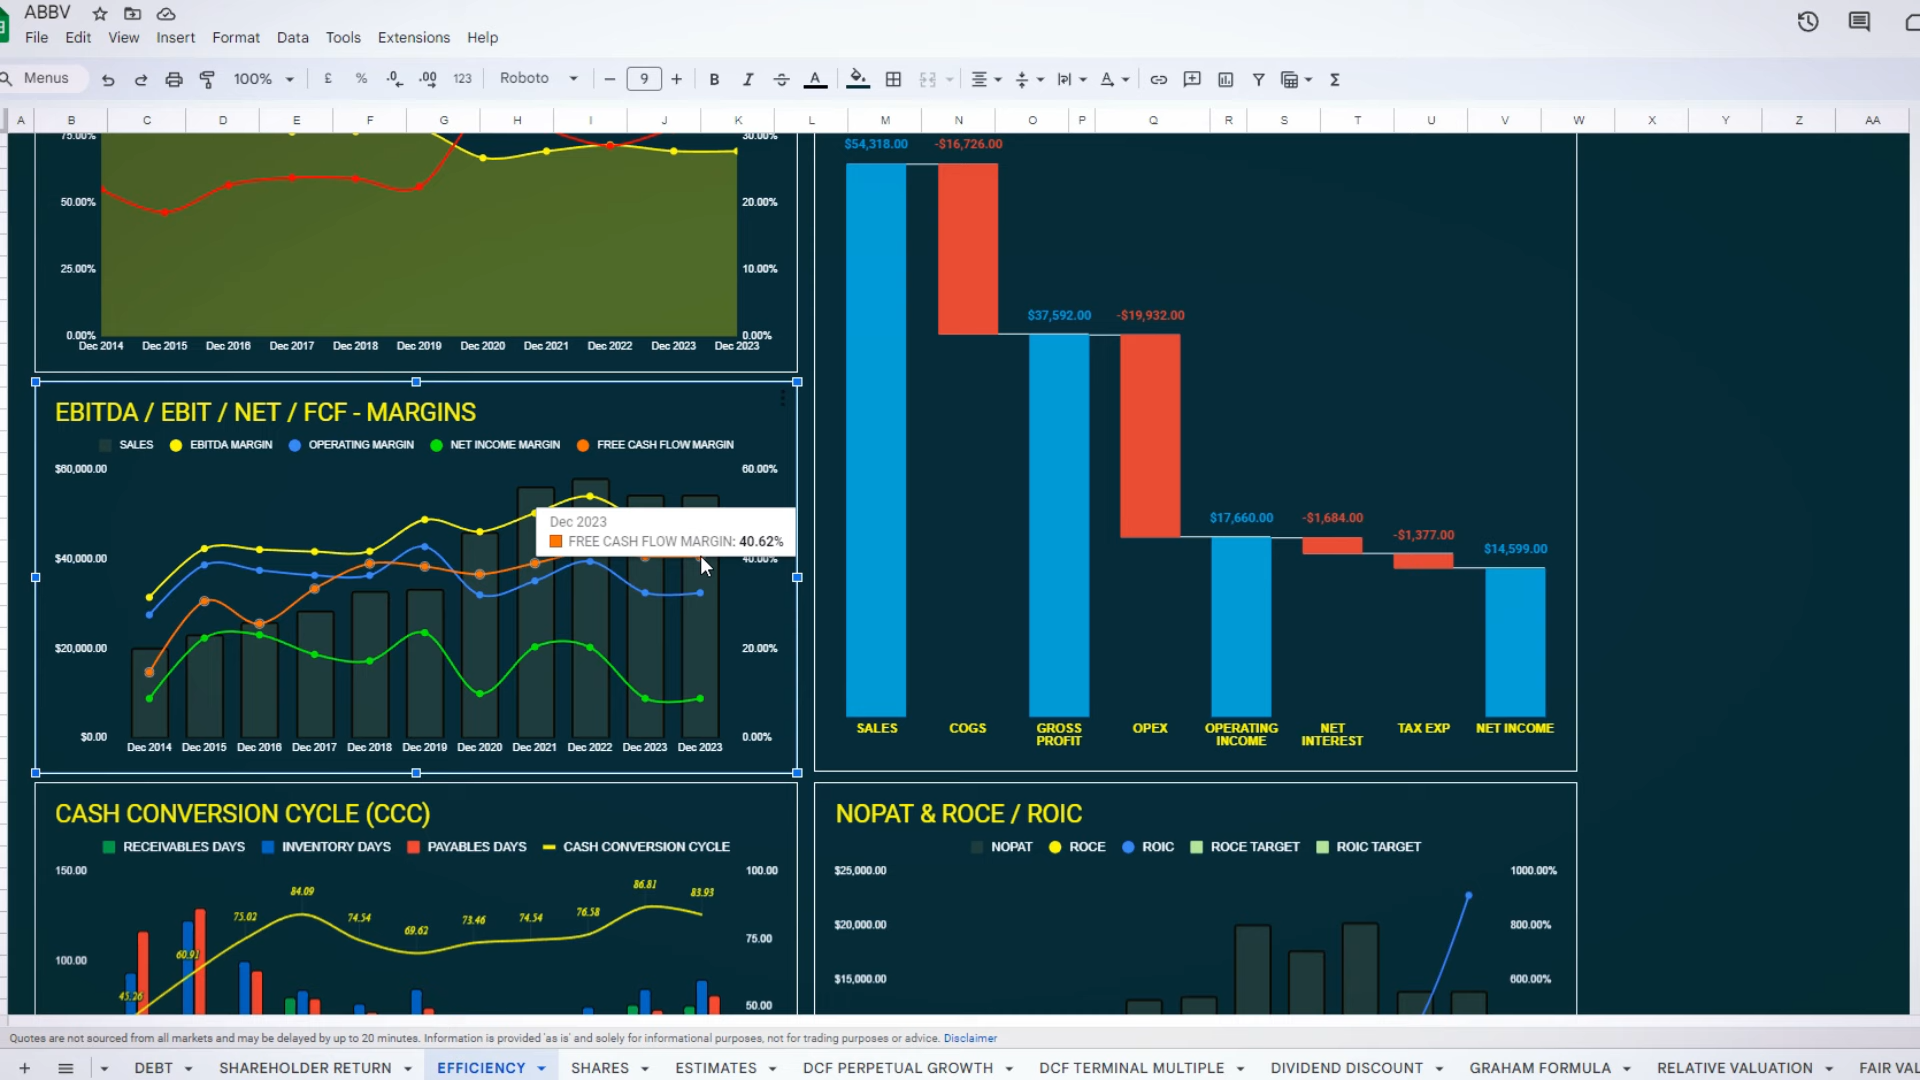 ABBV
File Edit View Insert Format Data Tools Extensions Help
Menus 100% £ % .0 .00 123 Roboto 9 B I A Σ
A B C D E F G H I J K L M N O P Q R S T U V W X Y Z AA
75.00% 30.00%
50.00% 20.00%
25.00% 10.00%
0.00% 0.00%
Dec 2014 Dec 2015 Dec 2016 Dec 2017 Dec 2018 Dec 2019 Dec 2020 Dec 2021 Dec 2022 Dec 2023 Dec 2023
$54,318.00 -$16,726.00
$37,592.00 -$19,932.00
$17,660.00 -$1,684.00
-$1,377.00
$14,599.00
SALES COGS GROSS PROFIT OPEX OPERATING INCOME NET INTEREST TAX EXP NET INCOME
EBITDA / EBIT / NET / FCF - MARGINS
SALES EBITDA MARGIN OPERATING MARGIN NET INCOME MARGIN FREE CASH FLOW MARGIN
$60,000.00 60.00%
Dec 2023
FREE CASH FLOW MARGIN: 40.62%
$40,000.00 40.00%
$20,000.00 20.00%
$0.00 0.00%
Dec 2014 Dec 2015 Dec 2016 Dec 2017 Dec 2018 Dec 2019 Dec 2020 Dec 2021 Dec 2022 Dec 2023 Dec 2023
CASH CONVERSION CYCLE (CCC)
RECEIVABLES DAYS INVENTORY DAYS PAYABLES DAYS CASH CONVERSION CYCLE
150.00 100.00
100.00 75.00
50.00
45.26 60.91 75.02 84.09 74.54 69.62 73.46 74.54 76.58 86.81 83.93
NOPAT & ROCE / ROIC
NOPAT ROCE ROIC ROCE TARGET ROIC TARGET
$25,000.00 1000.00%
$20,000.00 800.00%
$15,000.00 600.00%
Quotes are not sourced from all markets and may be delayed by up to 20 minutes. Information is provided 'as is' and solely for informational purposes, not for trading purposes or advice. Disclaimer
DEBT SHAREHOLDER RETURN EFFICIENCY SHARES ESTIMATES DCF PERPETUAL GROWTH DCF TERMINAL MULTIPLE DIVIDEND DISCOUNT GRAHAM FORMULA RELATIVE VALUATION FAIR VAL